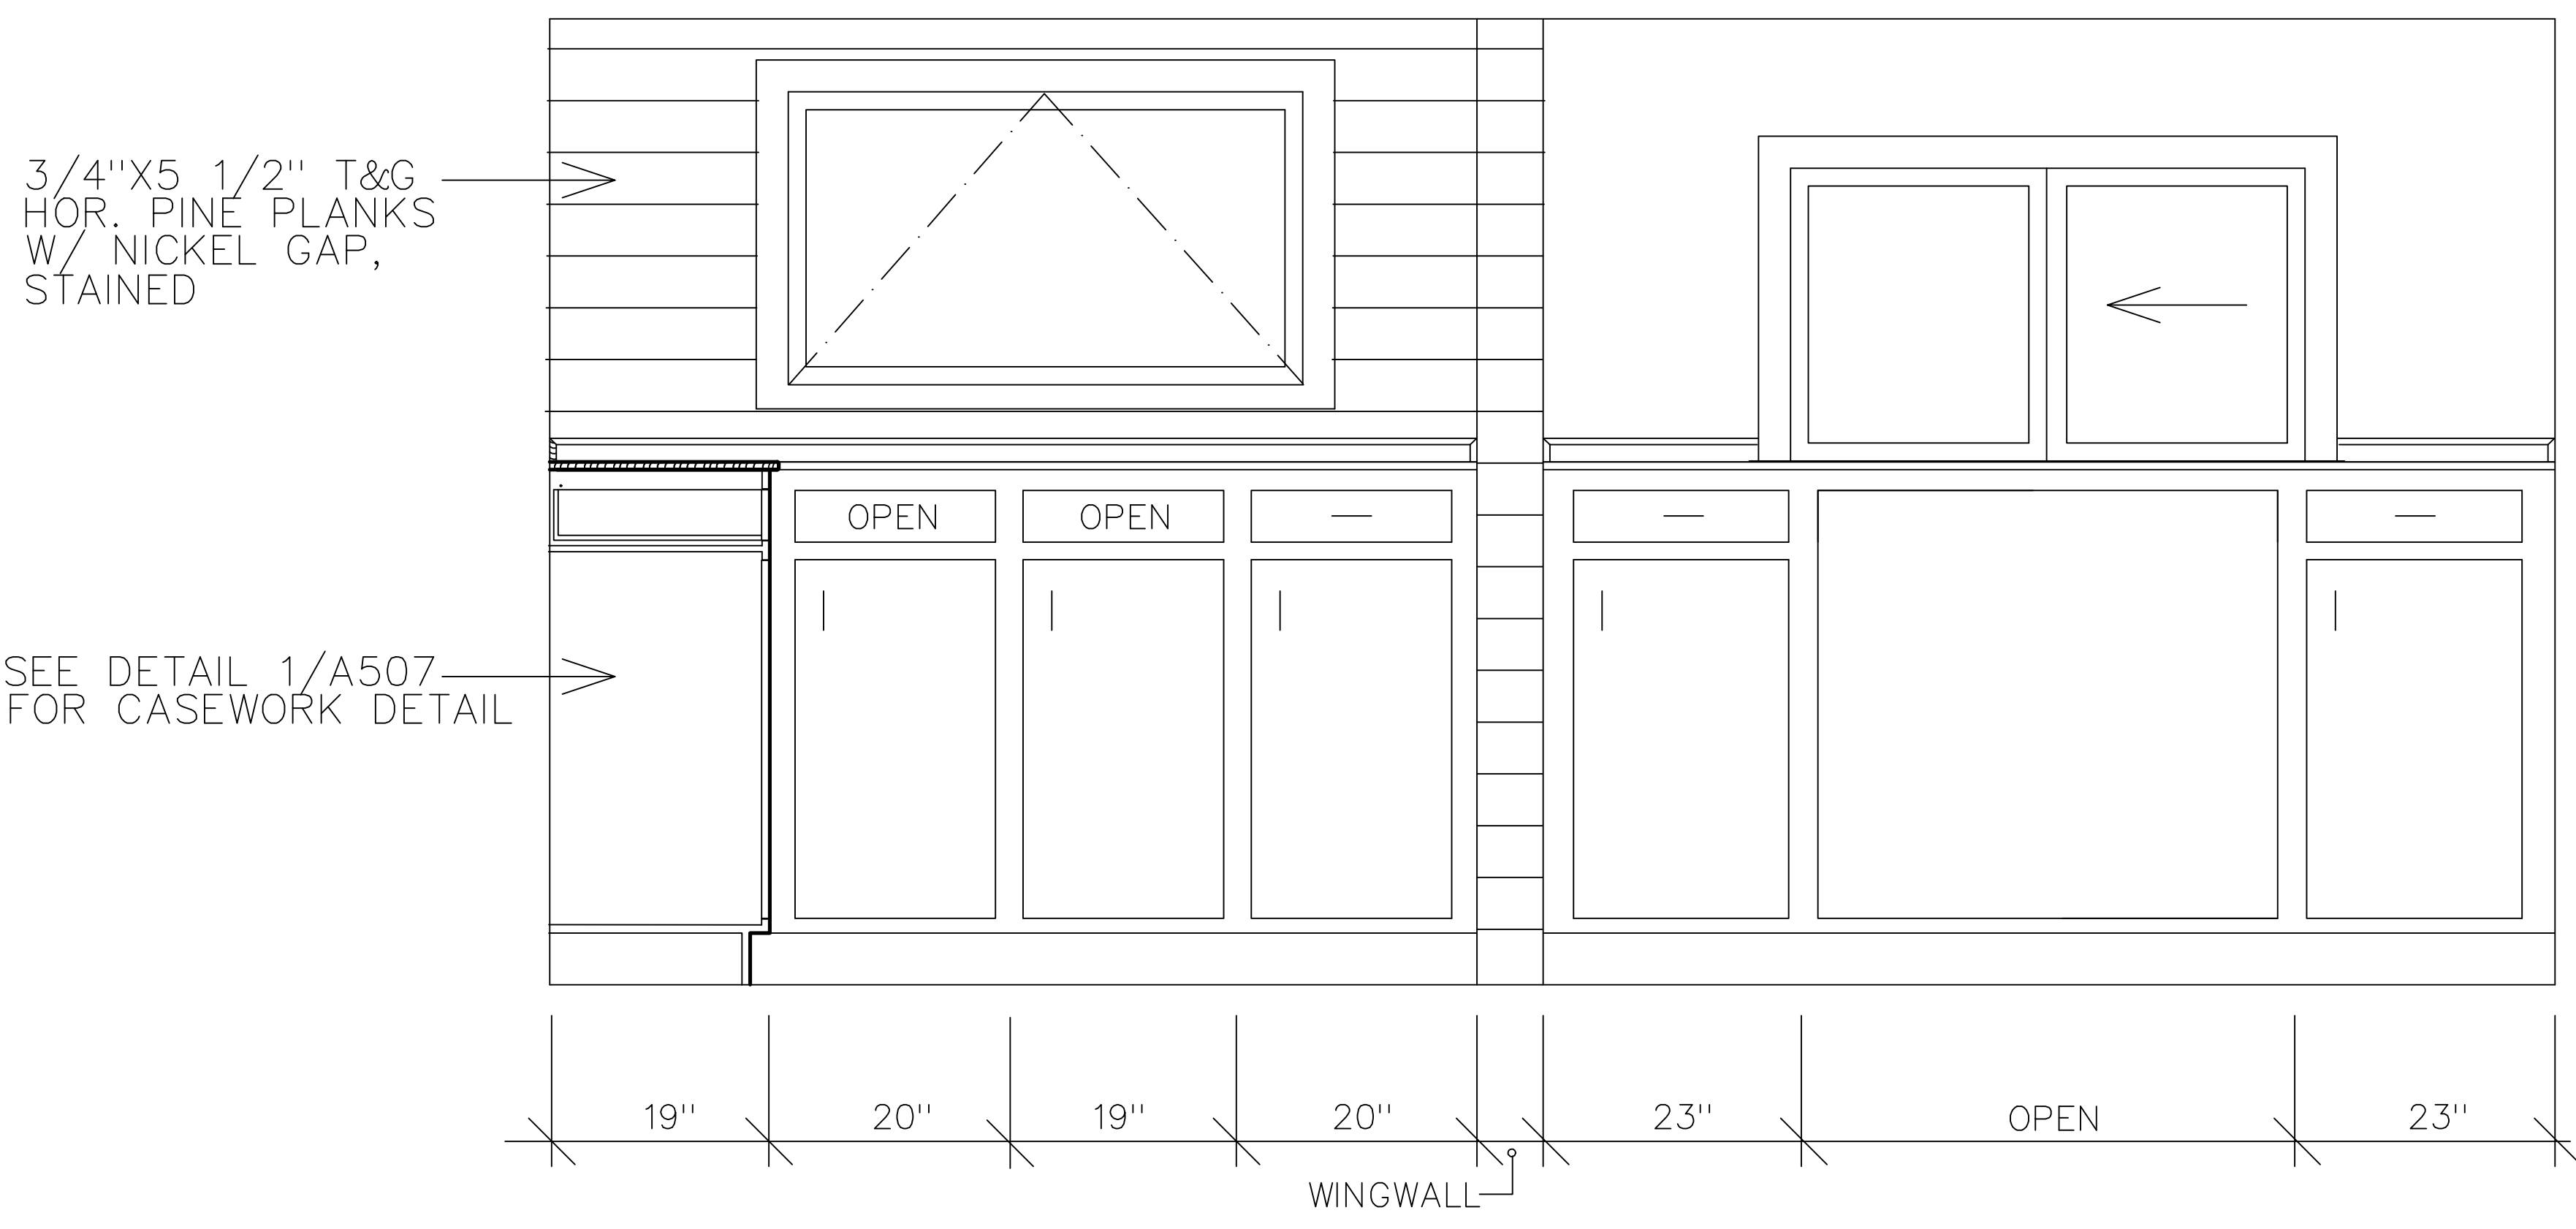 3/4"X5 1/2" T&G
HOR. PINE PLANKS
W/ NICKEL GAP,
STAINED
OPEN OPEN
SEE DETAIL 1/A507
FOR CASEWORK DETAIL
19" 20" 19" 20" 23" OPEN 23"
WINGWALL